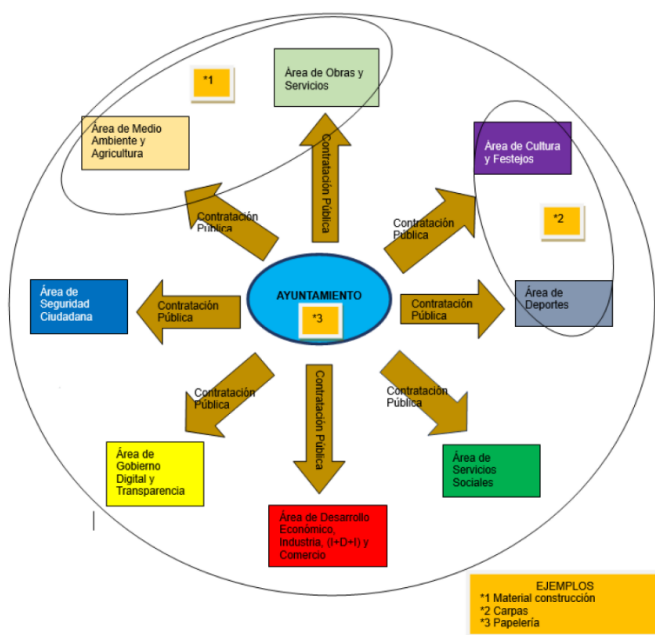 *1
Área de Obras y
Servicios
Área de Medio
Ambiente y
Agricultura
Contratación
Pública
Área de Cultura
y Festejos
*2
Contratación
Pública
Contratación
Pública
AYUNTAMIENTO
*3
Área de
Seguridad
Ciudadana
Contratación
Pública
Contratación
Pública
Área de
Deportes
Contratación
Pública
Contratación Pública
Contratación
Pública
Área de
Gobierno
Digital y
Transparencia
Área de
Servicios
Sociales
Área de Desarrollo
Económico,
Industria, (I+D+I) y
Comercio
EJEMPLOS
*1 Material construcción
*2 Carpas
*3 Papelería